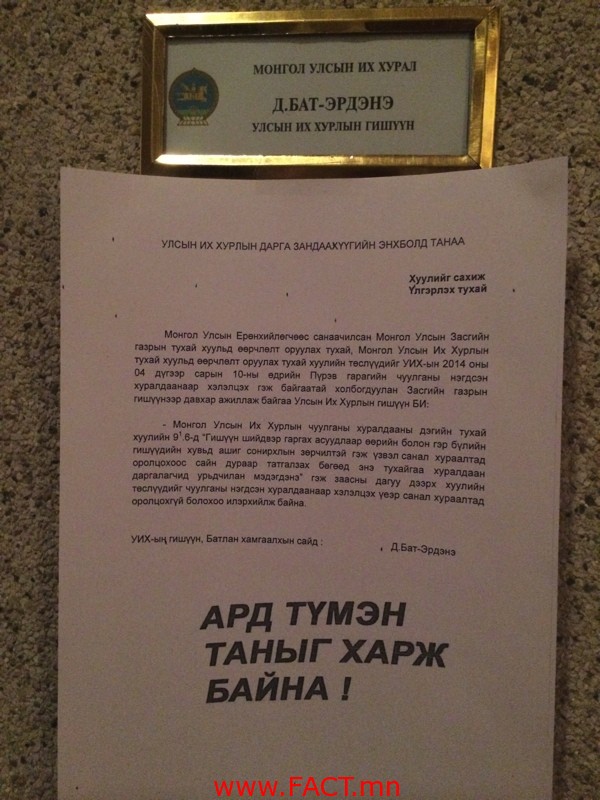 МОНГОЛ УЛСЫН ИХ ХУРАЛ
Д.БАТ-ЭРДЭНЭ
УЛСЫН ИХ ХУРЛЫН ГИШҮҮН
УЛСЫН ИХ ХУРЛЫН ДАРГА ЗАНДААХҮҮГИЙН ЭНХБОЛД ТАНАА
Хуулийг сахиж
Үлгэрлэх тухай
Монгол Улсын Ерөнхийлөгчөөс санаачилсан Монгол Улсын Засгийн
газрын тухай хуульд өөрчлөлт оруулах тухай, Монгол Улсын Их Хурлын
тухай хуульд өөрчлөлт оруулах тухай хуулийн төслүүдийг УИХ-ын 2014 оны
04 дүгээр сарын 10-ны өдрийн Пүрэв гарагийн чуулганы нэгдсэн
хуралдаанаар хэлэлцэх гэж байгаатай холбогдуулан Засгийн газрын
гишүүнээр давхар ажиллаж байгаа Улсын Их Хурлын гишүүн БИ:
- Монгол Улсын Их Хурлын чуулганы хуралдааны дэгийн тухай
хуулийн 9¹.6-д "Гишүүн шийдвэр гаргах асуудлаар өөрийн болон гэр бүлийн
гишүүдийн хувьд ашиг сонирхлын зөрчилтэй гэж үзвэл санал хураалтад
оролцохоос сайн дураар татгалзах бөгөөд энэ тухайгаа хуралдаан
даргалагчид урьдчилан мэдэгдэнэ" гэж заасны дагуу дээрх хуулийн
төслүүдийг чуулганы нэгдсэн хуралдаанаар хэлэлцэх үеэр санал хураалтад
оролцохгүй болохоо илэрхийлж байна.
УИХ-ың гишүүн, Батлан хамгаалхын сайд : Д.Бат-Эрдэнэ
АРД ТҮМЭН
ТАНЫГ ХАРЖ
БАЙНА !
www.FACT.mn